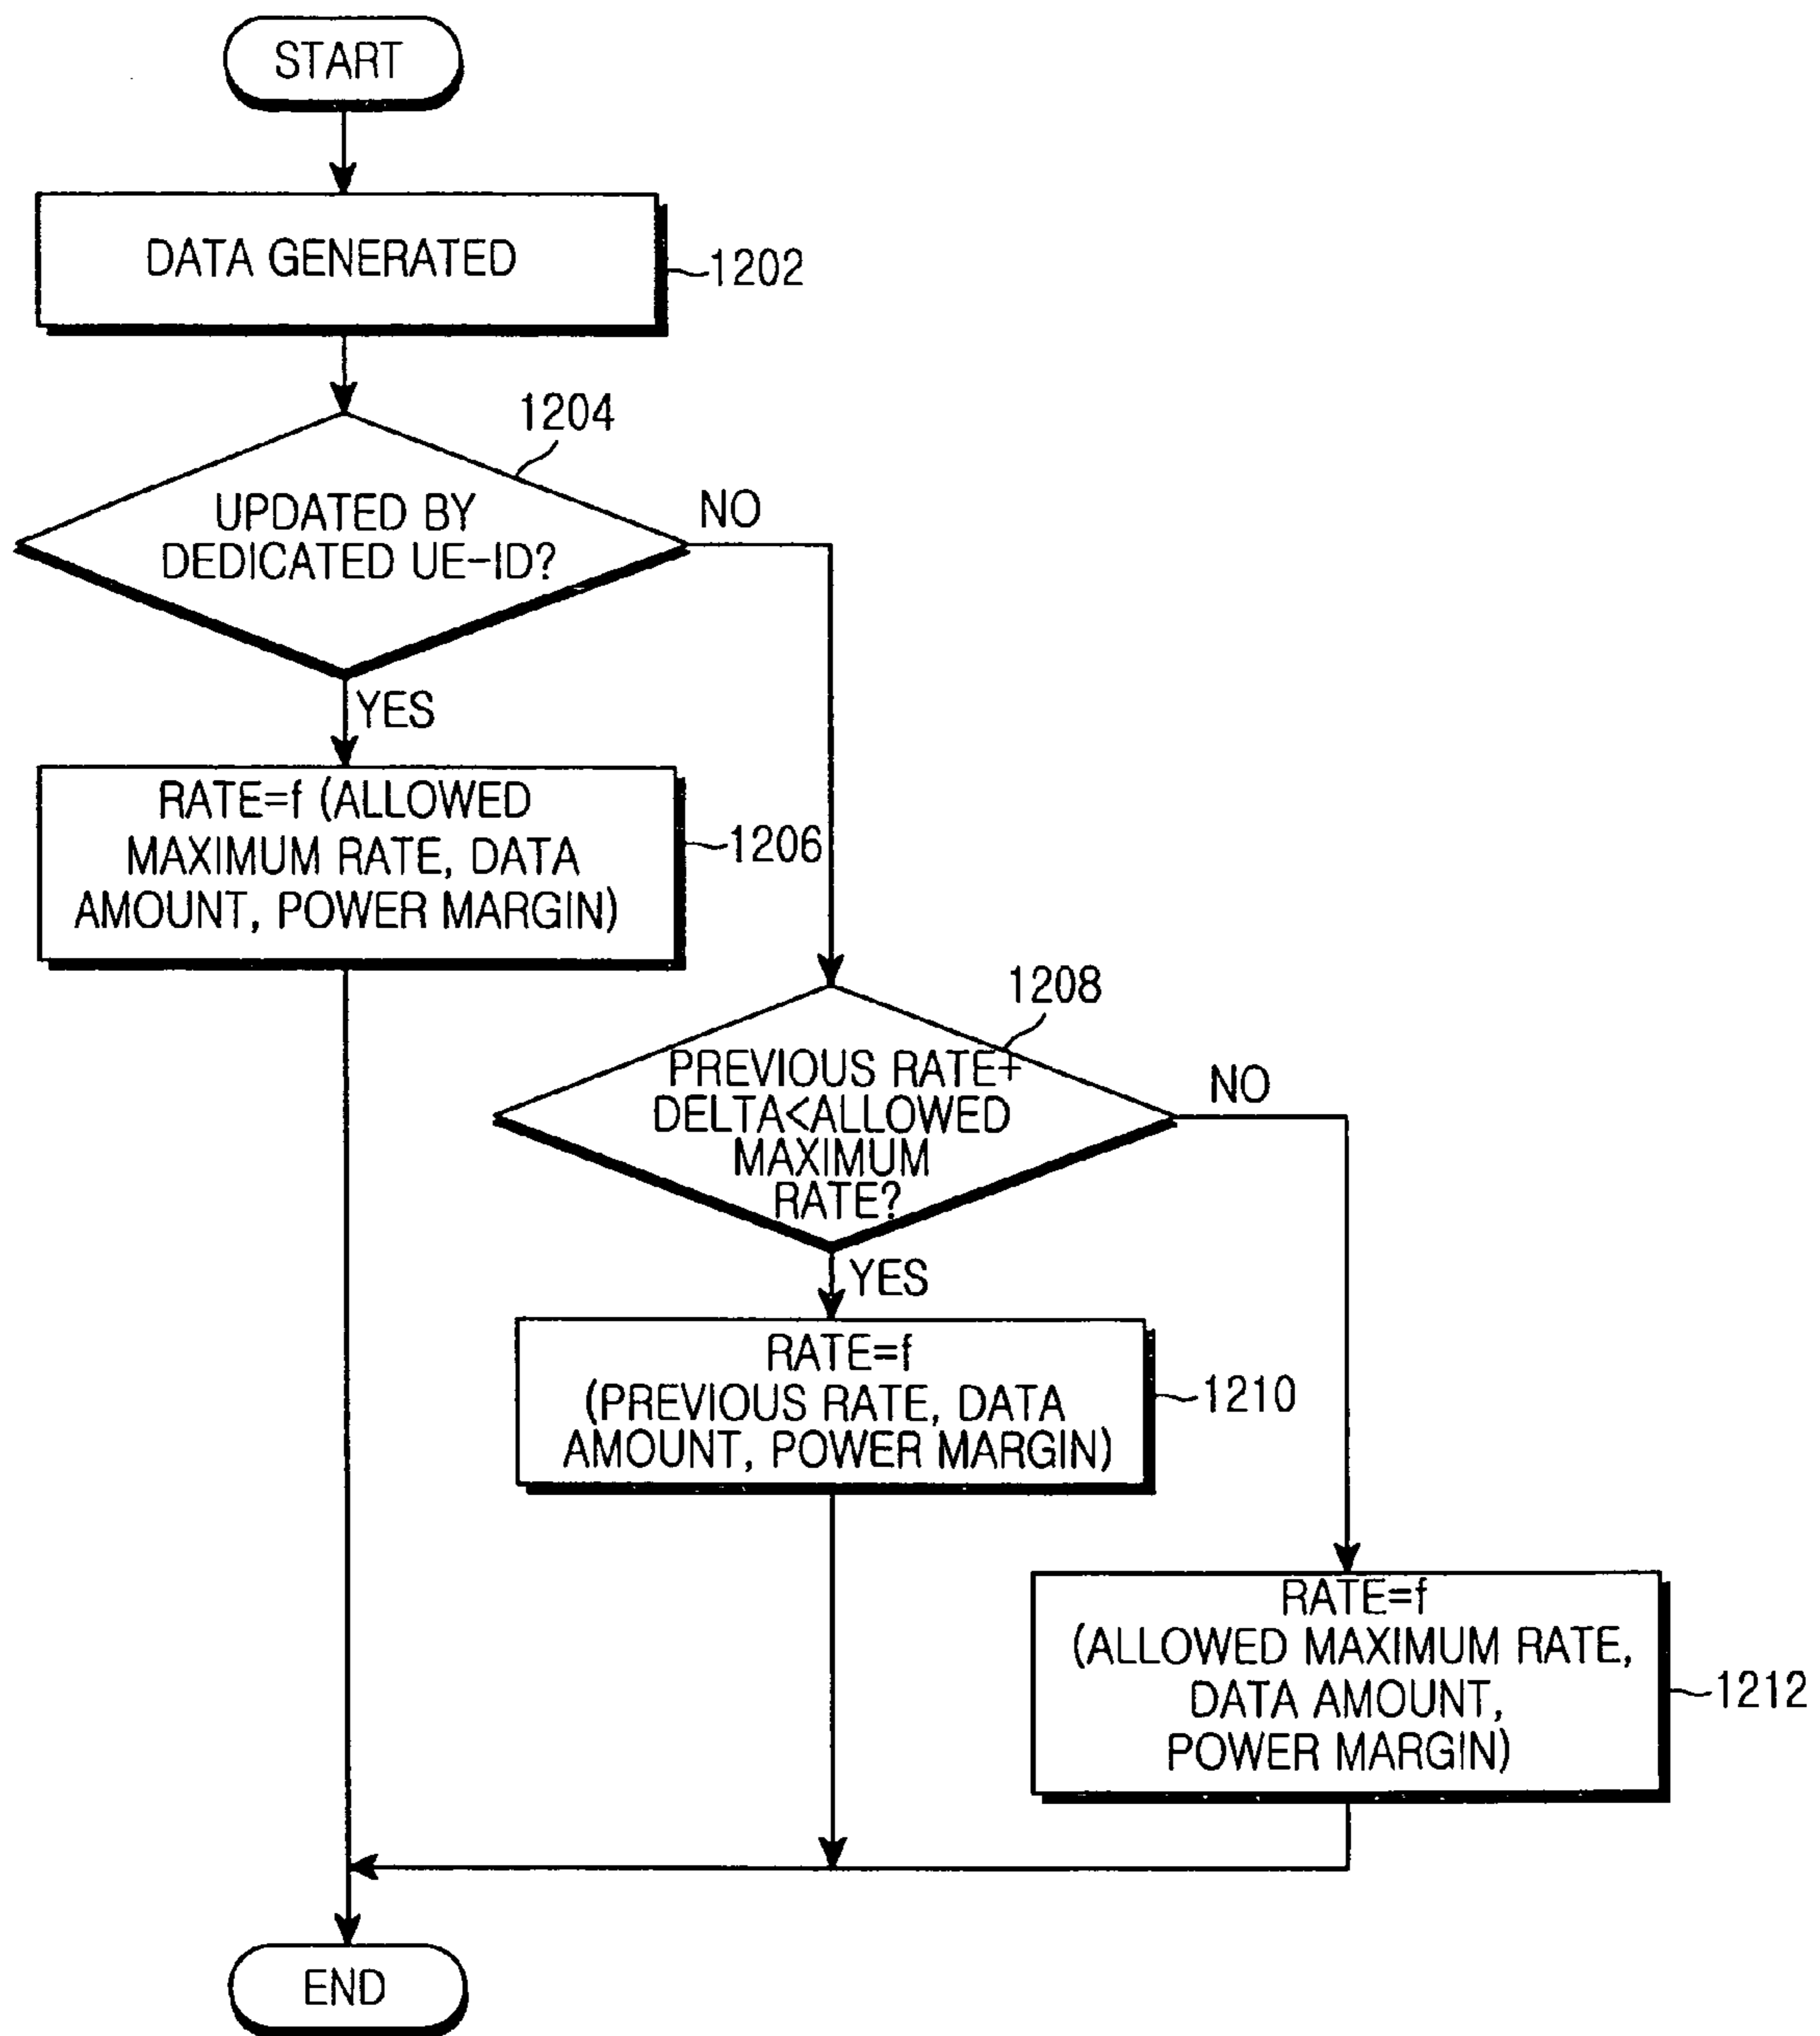 START
DATA GENERATED
1202
1204
UPDATED BY
DEDICATED UE-ID?
NO
YES
RATE=f (ALLOWED
MAXIMUM RATE, DATA
AMOUNT, POWER MARGIN)
1206
1208
PREVIOUS RATE+
DELTA<ALLOWED
MAXIMUM
RATE?
NO
YES
RATE=f
(PREVIOUS RATE, DATA
AMOUNT, POWER MARGIN)
1210
RATE=f
(ALLOWED MAXIMUM RATE,
DATA AMOUNT,
POWER MARGIN)
1212
END